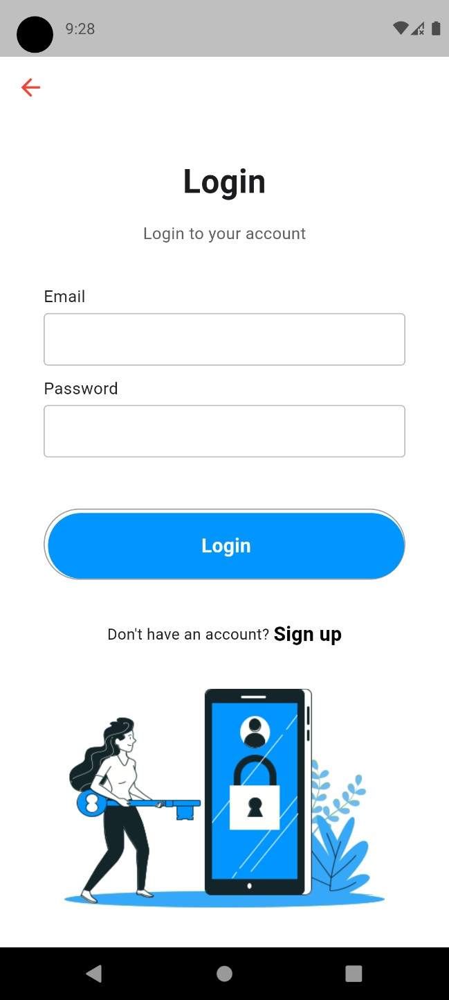 9:28
Login
Login to your account
Email
Password
Login
Don't have an account? Sign up